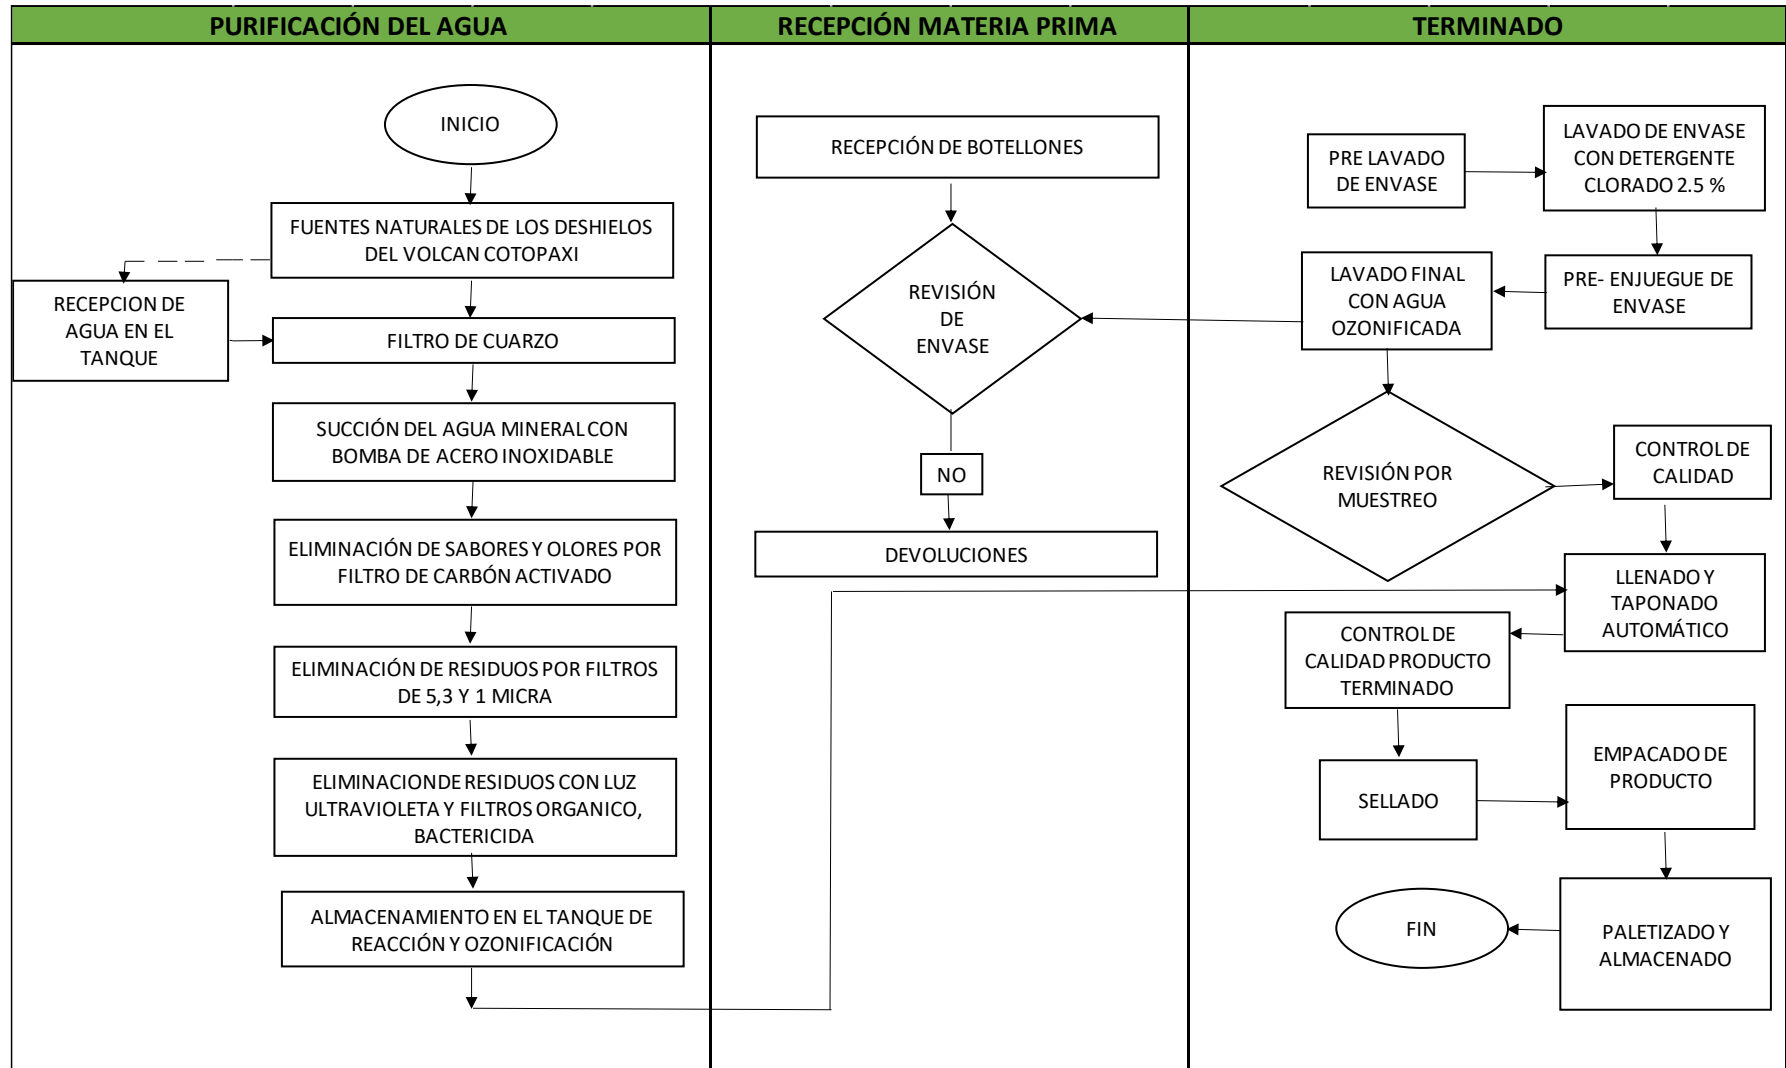 PURIFICACIÓN DEL AGUA
RECEPCIÓN MATERIA PRIMA
TERMINADO
INICIO
FUENTES NATURALES DE LOS DESHIELOS
DEL VOLCAN COTOPAXI
RECEPCION DE
AGUA EN EL
TANQUE
FILTRO DE CUARZO
SUCCIÓN DEL AGUA MINERAL CON
BOMBA DE ACERO INOXIDABLE
ELIMINACIÓN DE SABORES Y OLORES POR
FILTRO DE CARBÓN ACTIVADO
ELIMINACIÓN DE RESIDUOS POR FILTROS
DE 5,3 Y 1 MICRA
ELIMINACION DE RESIDUOS CON LUZ
ULTRAVIOLETA Y FILTROS ORGANICO,
BACTERICIDA
ALMACENAMIENTO EN EL TANQUE DE
REACCIÓN Y OZONIFICACIÓN
RECEPCIÓN DE BOTELLONES
REVISIÓN
DE
ENVASE
NO
DEVOLUCIONES
PRE LAVADO
DE ENVASE
LAVADO DE ENVASE
CON DETERGENTE
CLORADO 2.5 %
PRE- ENJUEGUE DE
ENVASE
LAVADO FINAL
CON AGUA
OZONIFICADA
REVISIÓN POR
MUESTREO
CONTROL DE
CALIDAD
LLENADO Y
TAPONADO
AUTOMÁTICO
CONTROL DE
CALIDAD PRODUCTO
TERMINADO
SELLADO
EMPACADO DE
PRODUCTO
PALETIZADO Y
ALMACENADO
FIN